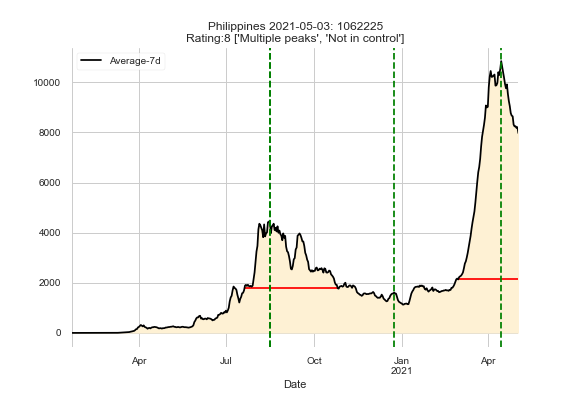 Philippines 2021-05-03: 1062225
Rating:8 ['Multiple peaks', 'Not in control']
Average-7d
10000
8000
6000
4000
2000
0
Apr
Jul
Oct
Jan
2021
Apr
Date